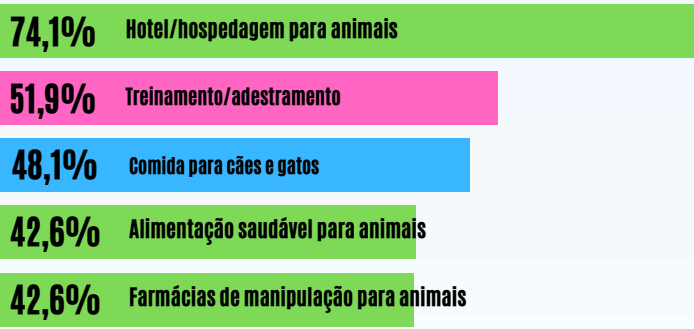 74,1% Hotel/hospedagem para animais
51,9% Treinamento/adestramento
48,1% Comida para cães e gatos
42,6% Alimentação saudável para animais
42,6% Farmácias de manipulação para animais